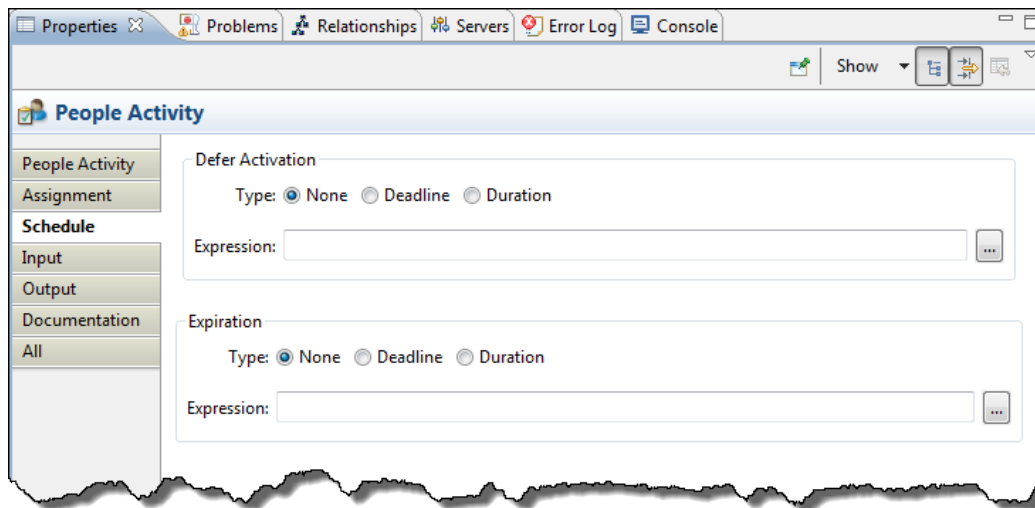 Properties Problems Relationships Servers Error Log Console
Show
People Activity
People Activity
Assignment
Schedule
Input
Output
Documentation
All
Defer Activation
Type: None Deadline Duration
Expression: ...
Expiration
Type: None Deadline Duration
Expression: ...